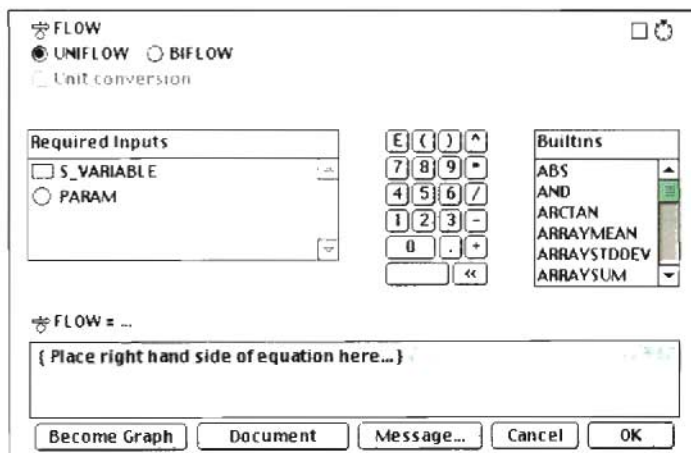 FLOW
UNIFLOW BIFLOW
Unit conversion
Required Inputs
S_VARIABLE
PARAM
E ( ) ^
7 8 9 *
4 5 6 /
1 2 3 -
0 . +
<<
Builtins
ABS
AND
ARCTAN
ARRAYMEAN
ARRAYSTDDEV
ARRAYSUM
FLOW = ...
{ Place right hand side of equation here... }
Become Graph Document Message... Cancel OK